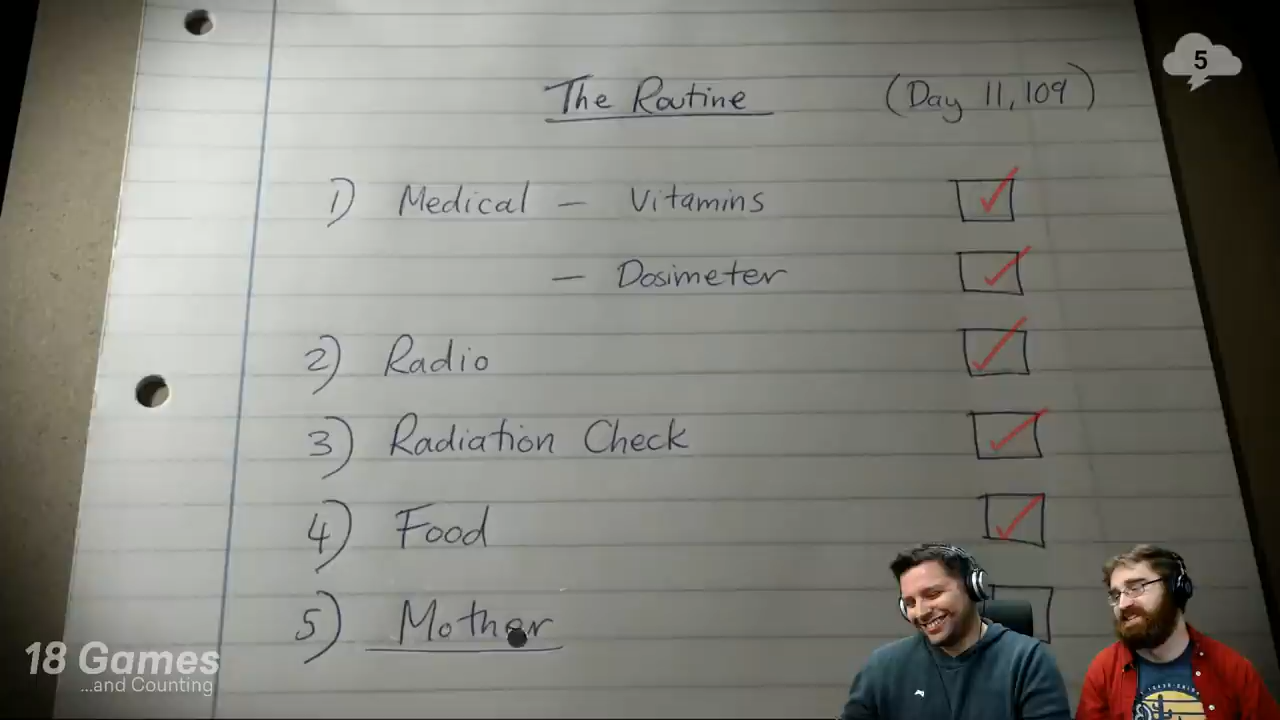 5
The Routine (Day 11,109)
1) Medical - Vitamins
- Dosimeter
2) Radio
3) Radiation Check
4) Food
5) Mother
18 Games
...and Counting